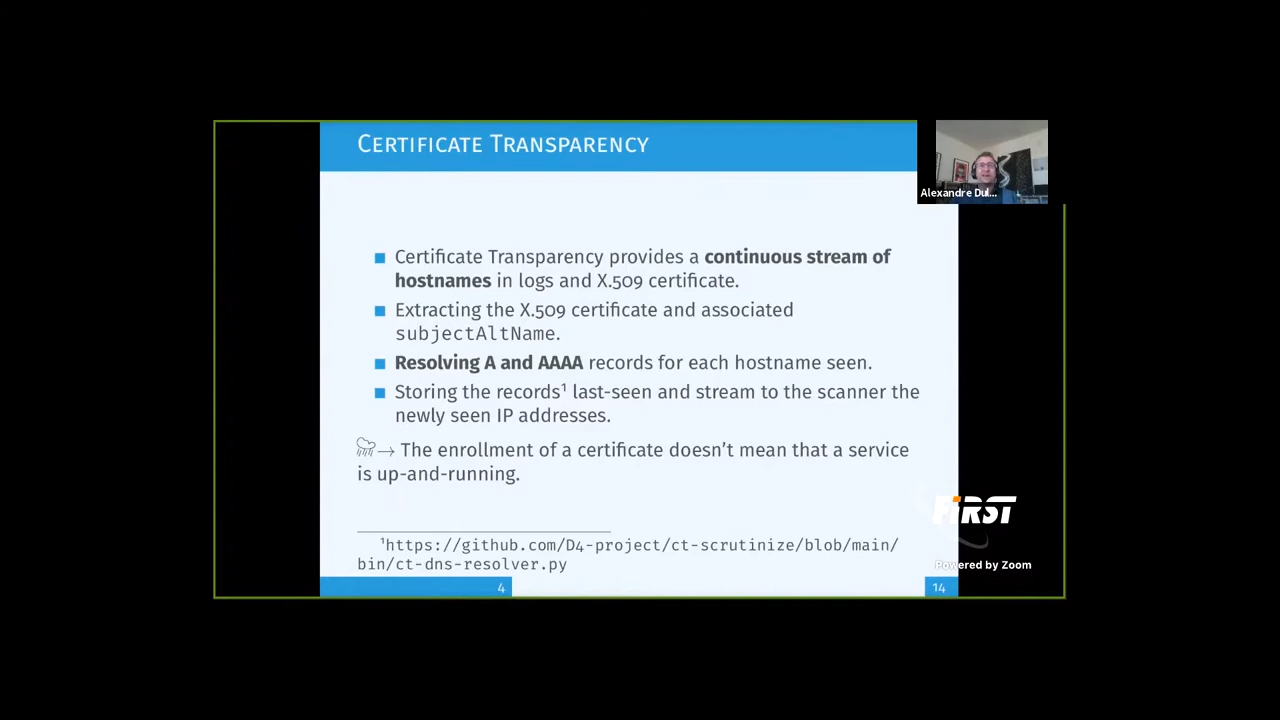 CERTIFICATE TRANSPARENCY
Alexandre Dul...
■ Certificate Transparency provides a continuous stream of
hostnames in logs and X.509 certificate.
■ Extracting the X.509 certificate and associated
subjectAltName.
■ Resolving A and AAAA records for each hostname seen.
■ Storing the records¹ last-seen and stream to the scanner the
newly seen IP addresses.
→ The enrollment of a certificate doesn't mean that a service
is up-and-running.
FiRST
¹https://github.com/D4-project/ct-scrutinize/blob/main/
bin/ct-dns-resolver.py
Powered by Zoom
4
14